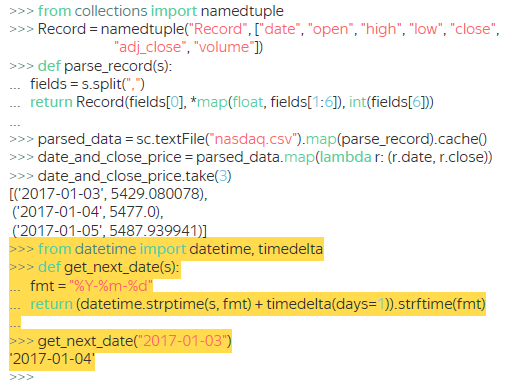 >>> from collections import namedtuple
>>> Record = namedtuple("Record", ["date", "open", "high", "low", "close",
"adj_close", "volume"])
>>> def parse_record(s):
... fields = s.split(",")
... return Record(fields[0], *map(float, fields[1:6]), int(fields[6]))
...
>>> parsed_data = sc.textFile("nasdaq.csv").map(parse_record).cache()
>>> date_and_close_price = parsed_data.map(lambda r: (r.date, r.close))
>>> date_and_close_price.take(3)
[('2017-01-03', 5429.080078),
('2017-01-04', 5477.0),
('2017-01-05', 5487.939941)]
>>> from datetime import datetime, timedelta
>>> def get_next_date(s):
... fmt = "%Y-%m-%d"
... return (datetime.strptime(s, fmt) + timedelta(days=1)).strftime(fmt)
...
>>> get_next_date("2017-01-03")
'2017-01-04'
>>>